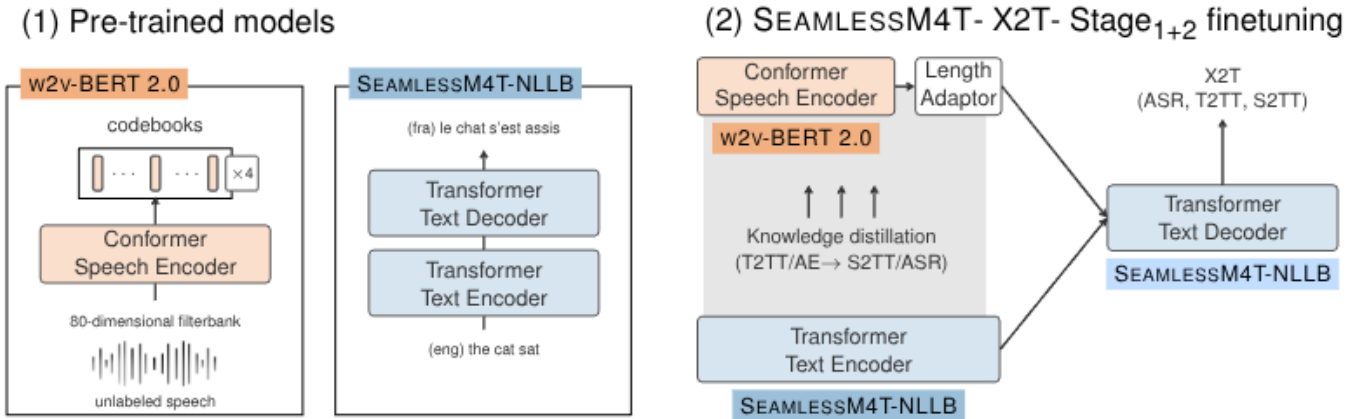 (1) Pre-trained models
w2v-BERT 2.0
codebooks
... ...
×4
Conformer
Speech Encoder
80-dimensional filterbank
unlabeled speech
SEAMLESSM4T-NLLB
(fra) le chat s'est assis
Transformer
Text Decoder
Transformer
Text Encoder
(eng) the cat sat
(2) SEAMLESSM4T- X2T- Stage1+2 finetuning
Conformer
Speech Encoder
Length
Adaptor
w2v-BERT 2.0
Knowledge distillation
(T2TT/AE→ S2TT/ASR)
Transformer
Text Encoder
SEAMLESSM4T-NLLB
X2T
(ASR, T2TT, S2TT)
Transformer
Text Decoder
SEAMLESSM4T-NLLB